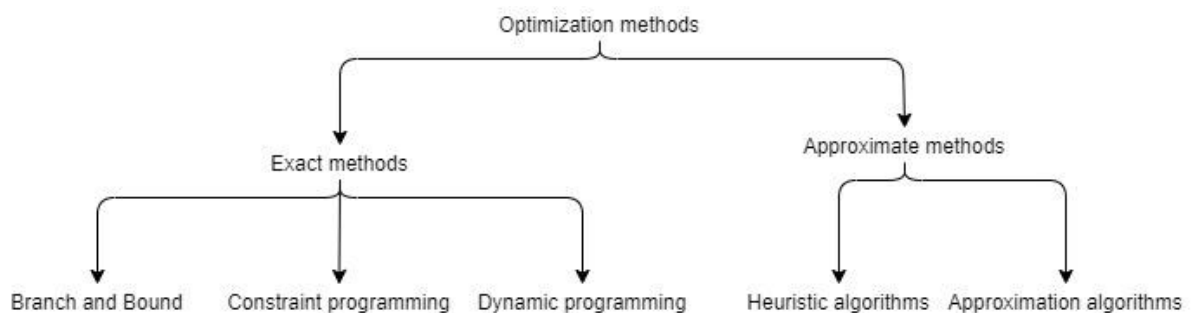 Optimization methods
Exact methods
Approximate methods
Branch and Bound
Constraint programming
Dynamic programming
Heuristic algorithms
Approximation algorithms